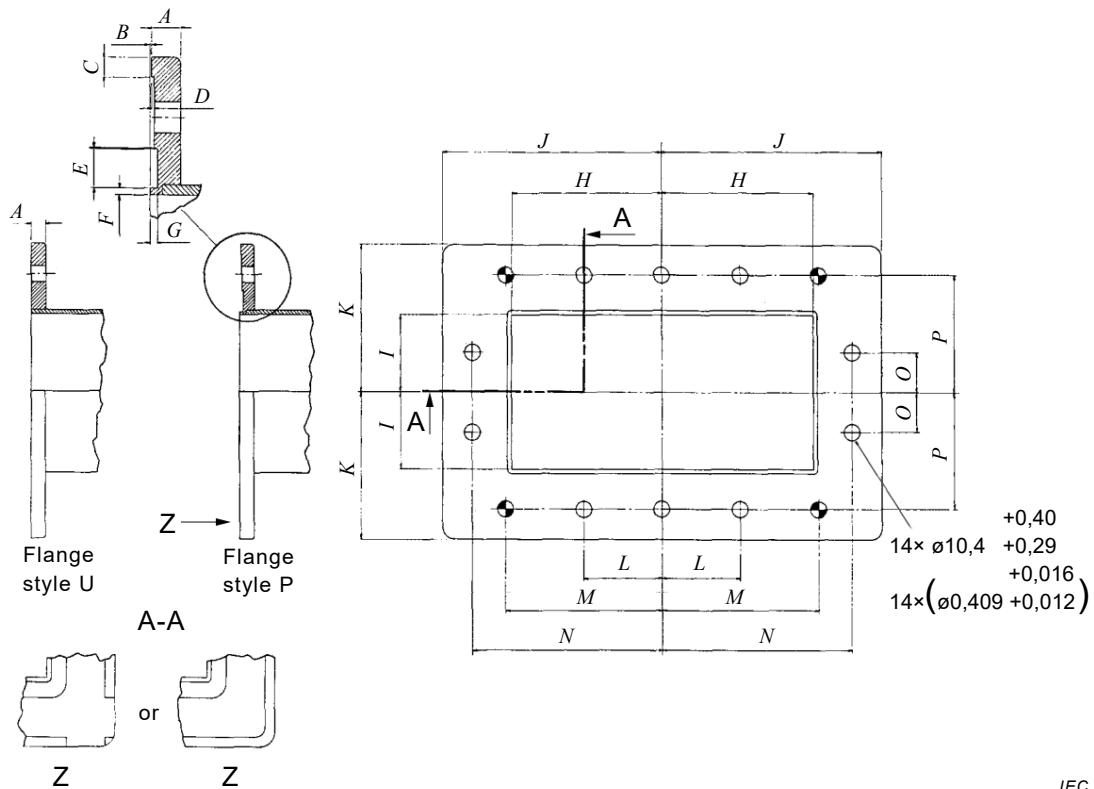 A
B
C
D
E
F
G
A
J
J
H
H
A
K
I
P
O
A
I
O
K
P
Z
Flange
style U
Flange
style P
L
L
M
M
N
N
+0,40
14× ø10,4 +0,29
+0,016
14×(ø0,409 +0,012)
A-A
or
Z
Z
IEC